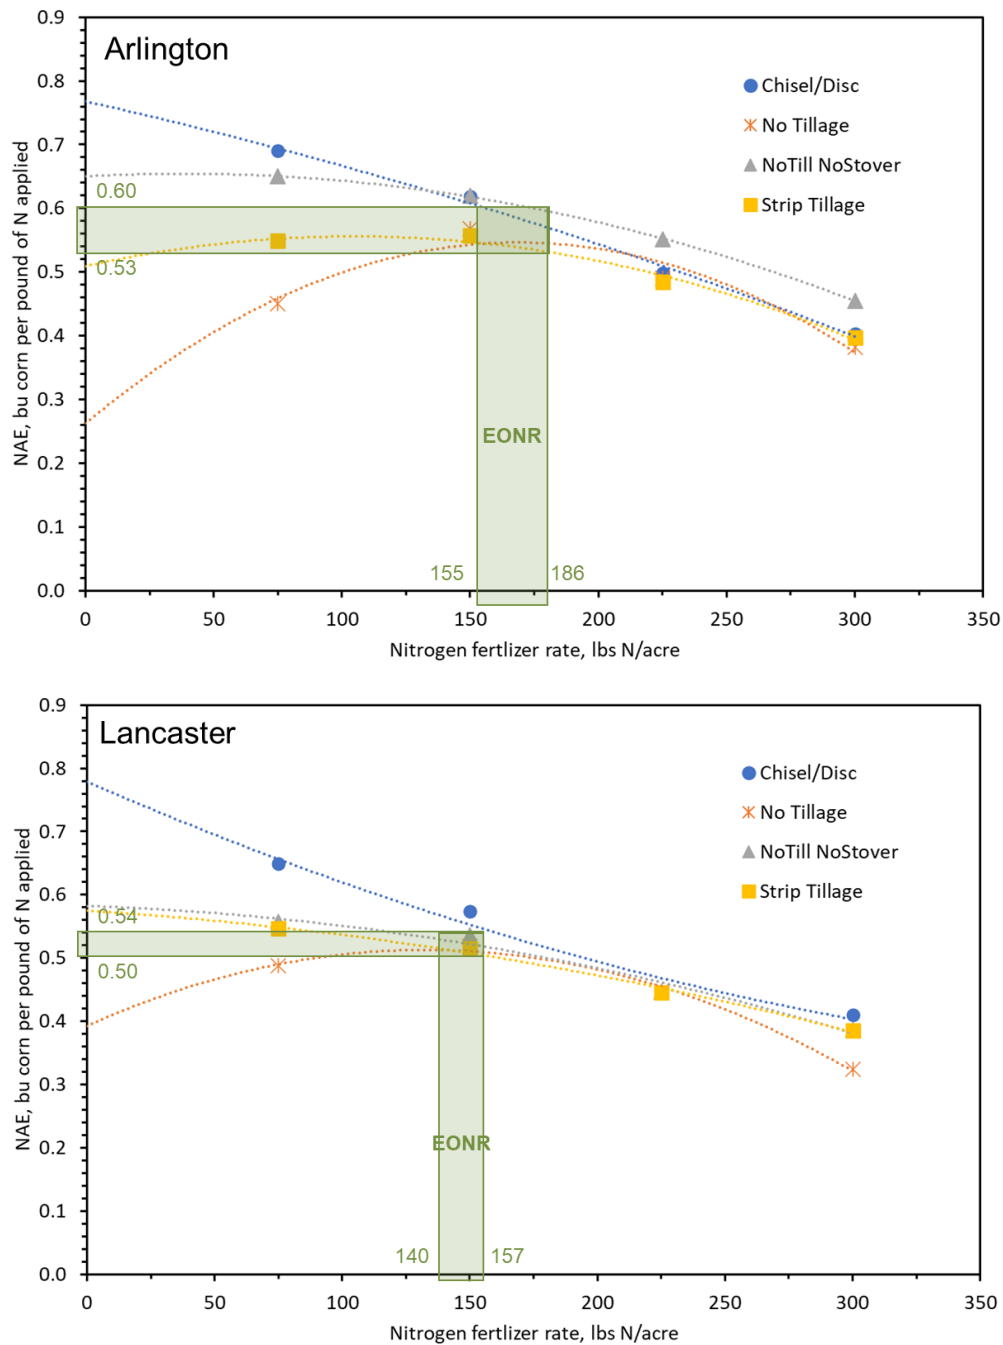 Arlington
0.9
0.8
0.7
0.6
0.5
0.4
0.3
0.2
0.1
0.0
NAE, bu corn per pound of N applied
Chisel/Disc
No Tillage
NoTill NoStover
Strip Tillage
0.60
0.53
EONR
155
186
0
50
100
150
200
250
300
350
Nitrogen fertlizer rate, lbs N/acre
Lancaster
0.9
0.8
0.7
0.6
0.5
0.4
0.3
0.2
0.1
0.0
NAE, bu corn per pound of N applied
Chisel/Disc
No Tillage
NoTill NoStover
Strip Tillage
0.54
0.50
EONR
140
157
0
50
100
150
200
250
300
350
Nitrogen fertlizer rate, lbs N/acre